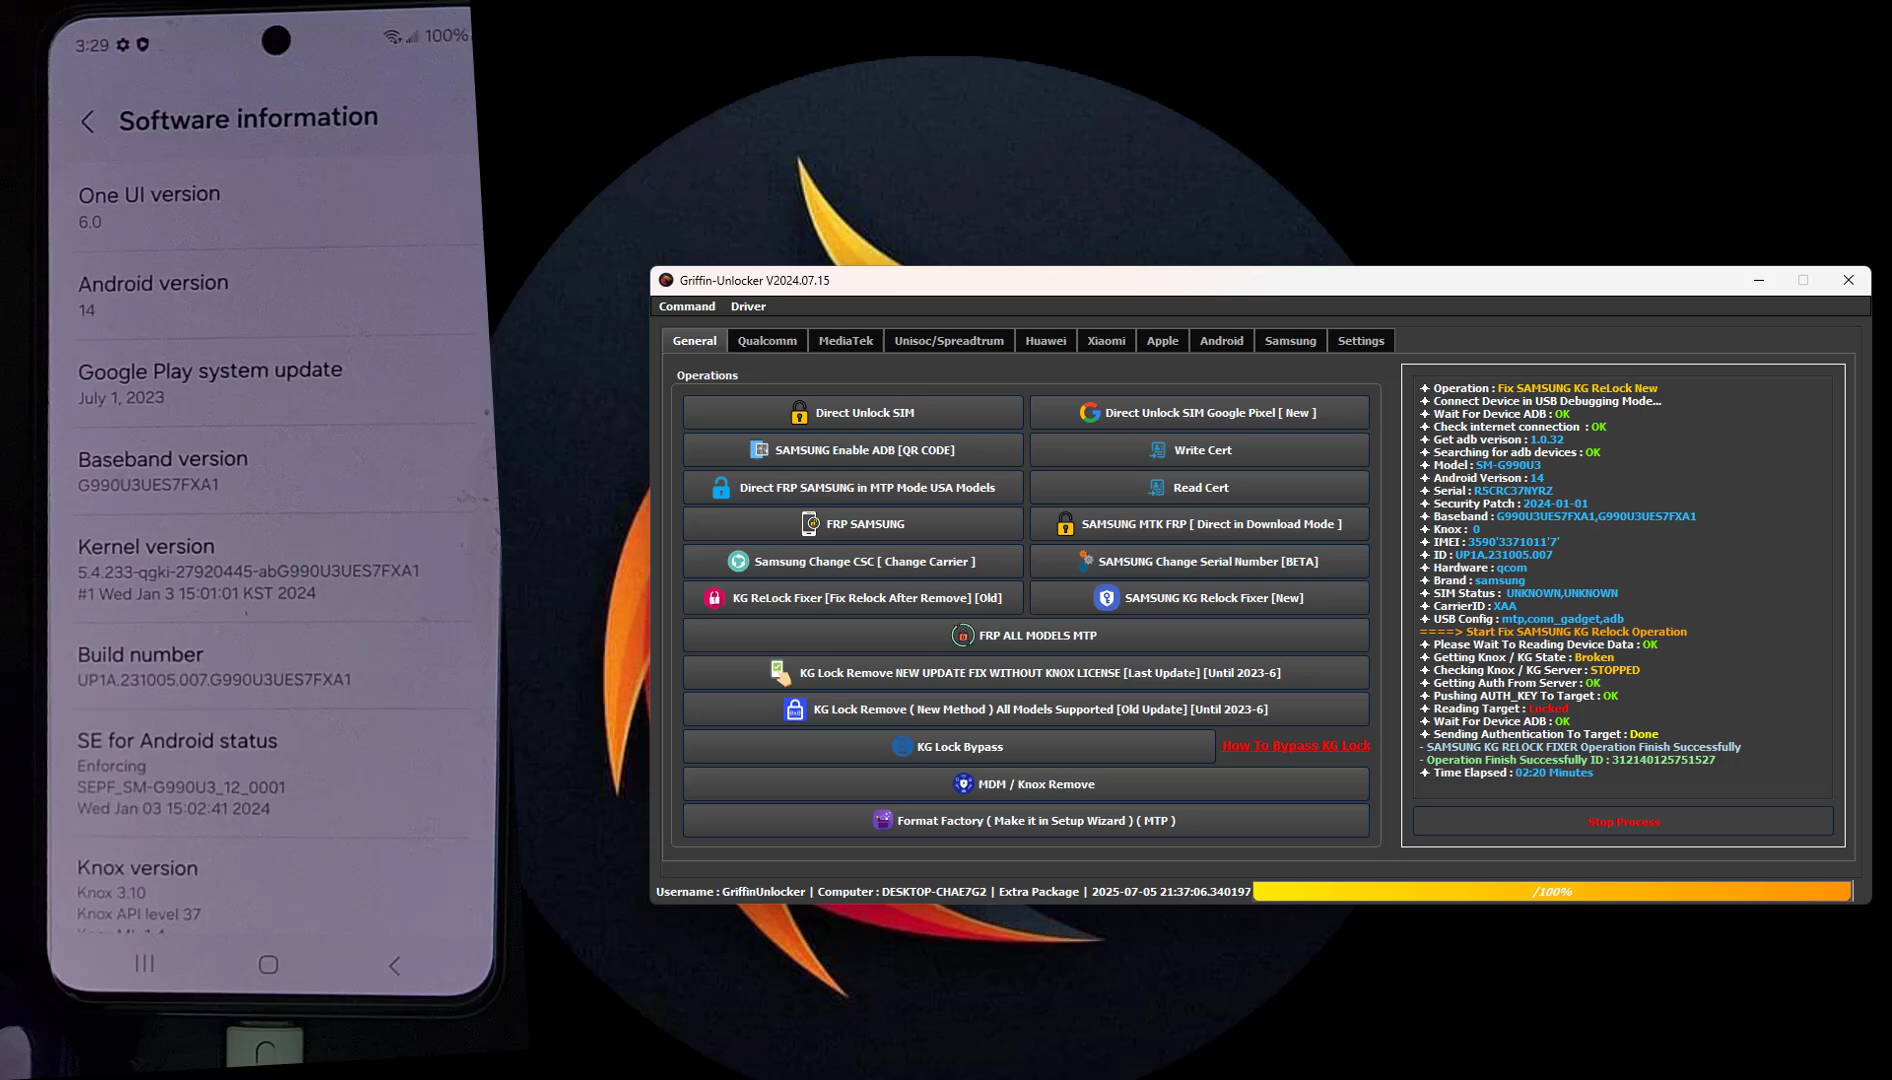 3:29
100%
Software information
One UI version
6.0
Android version
14
Google Play system update
July 1, 2023
Baseband version
G990U3UES7FXA1
Kernel version
5.4.233-qgki-27920445-abG990U3UES7FXA1
#1 Wed Jan 3 15:01:01 KST 2024
Build number
UP1A.231005.007.G990U3UES7FXA1
SE for Android status
Enforcing
SEPF_SM-G990U3_12_0001
Wed Jan 03 15:02:41 2024
Knox version
Knox 3.10
Knox API level 37
Griffin-Unlocker V2024.07.15
Command Driver
General Qualcomm MediaTek Unisoc/Spreadtrum Huawei Xiaomi Apple Android Samsung Settings
Operations
Direct Unlock SIM
Direct Unlock SIM Google Pixel [ New ]
SAMSUNG Enable ADB [QR CODE]
Write Cert
Direct FRP SAMSUNG in MTP Mode USA Models
Read Cert
FRP SAMSUNG
SAMSUNG MTK FRP [ Direct in Download Mode ]
Samsung Change CSC [ Change Carrier ]
SAMSUNG Change Serial Number [BETA]
KG ReLock Fixer [Fix Relock After Remove] [Old]
SAMSUNG KG Relock Fixer [New]
FRP ALL MODELS MTP
KG Lock Remove NEW UPDATE FIX WITHOUT KNOX LICENSE [Last Update] [Until 2023-6]
KG Lock Remove ( New Method ) All Models Supported [Old Update] [Until 2023-6]
KG Lock Bypass
How To Bypass KG Lock
MDM / Knox Remove
Format Factory ( Make it in Setup Wizard ) ( MTP )
Operation : Fix SAMSUNG KG ReLock New
Connect Device in USB Debugging Mode...
Wait For Device ADB : OK
Check internet connection : OK
Get adb verison : 1.0.32
Searching for adb devices : OK
Model : SM-G990U3
Android Verison : 14
Serial : R5CRC37NYRZ
Security Patch : 2024-01-01
Baseband : G990U3UES7FXA1,G990U3UES7FXA1
Knox : 0
IMEI : 3590'3371011'7'
ID : UP1A.231005.007
Hardware : qcom
Brand : samsung
SIM Status : UNKNOWN,UNKNOWN
CarrierID : XAA
USB Config : mtp,conn_gadget,adb
====> Start Fix SAMSUNG KG Relock Operation
Please Wait To Reading Device Data : OK
Getting Knox / KG State : Broken
Checking Knox / KG Server : STOPPED
Getting Auth From Server : OK
Pushing AUTH_KEY To Target : OK
Reading Target : Locked
Wait For Device ADB : OK
Sending Authentication To Target : Done
- SAMSUNG KG RELOCK FIXER Operation Finish Successfully
- Operation Finish Successfully ID : 312140125751527
Time Elapsed : 02:20 Minutes
Stop Process
Username : GriffinUnlocker | Computer : DESKTOP-CHAE7G2 | Extra Package | 2025-07-05 21:37:06.340197
/100%